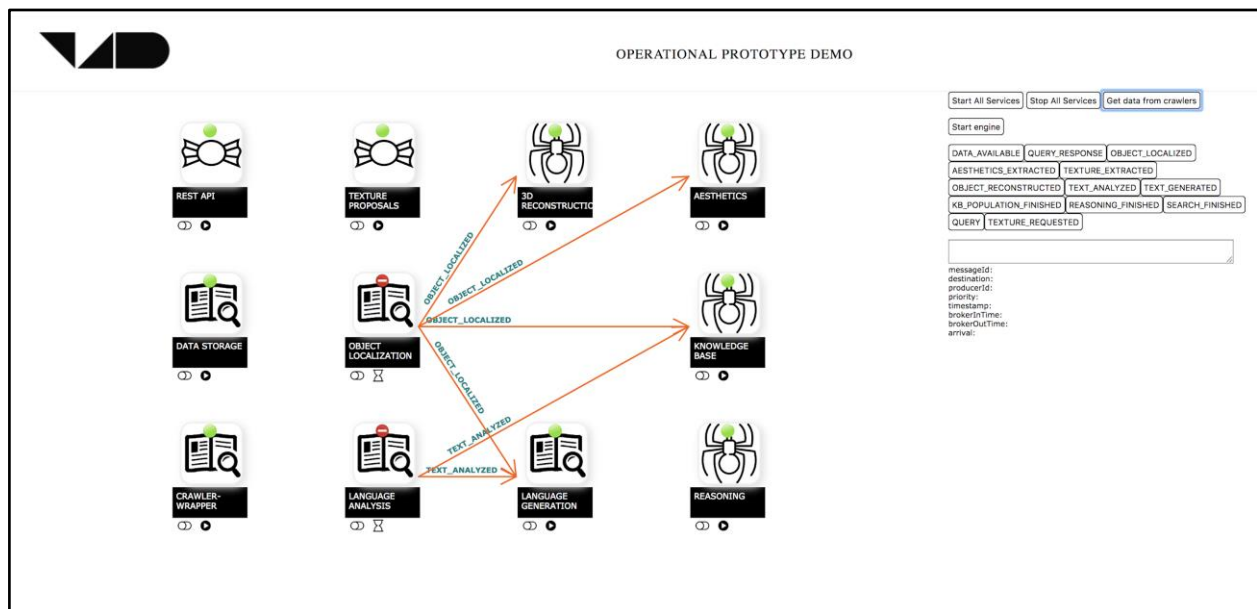 OPERATIONAL PROTOTYPE DEMO
Start All Services Stop All Services Get data from crawlers
Start engine
DATA_AVAILABLE QUERY_RESPONSE OBJECT_LOCALIZED
AESTHETICS_EXTRACTED TEXTURE_EXTRACTED
OBJECT_RECONSTRUCTED TEXT_ANALYZED TEXT_GENERATED
KB_POPULATION_FINISHED REASONING_FINISHED SEARCH_FINISHED
QUERY TEXTURE_REQUESTED
messageId:
destination:
producerId:
priority:
timestamp:
brokerInTime:
brokerOutTime:
arrival:
REST API
TEXTURE
PROPOSALS
3D
RECONSTRUCTIO
AESTHETICS
OBJECT_LOCALIZED
OBJECT_LOCALIZED
OBJECT_LOCALIZED
OBJECT_LOCALIZED
DATA STORAGE
OBJECT
LOCALIZATION
KNOWLEDGE
BASE
TEXT_ANALYZED
TEXT_ANALYZED
CRAWLER-
WRAPPER
LANGUAGE
ANALYSIS
LANGUAGE
GENERATION
REASONING